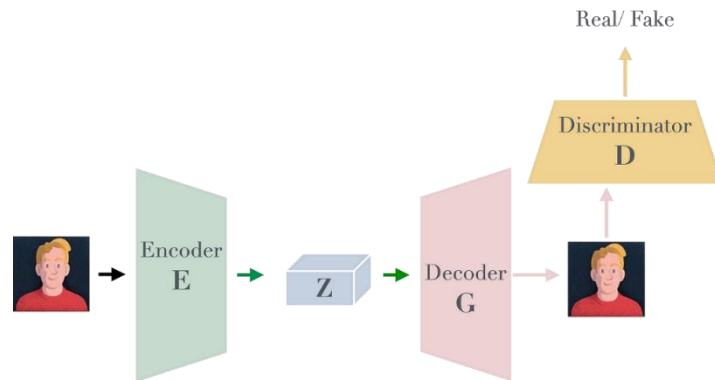 Real/ Fake
Discriminator
D
Encoder
E
Z
Decoder
G